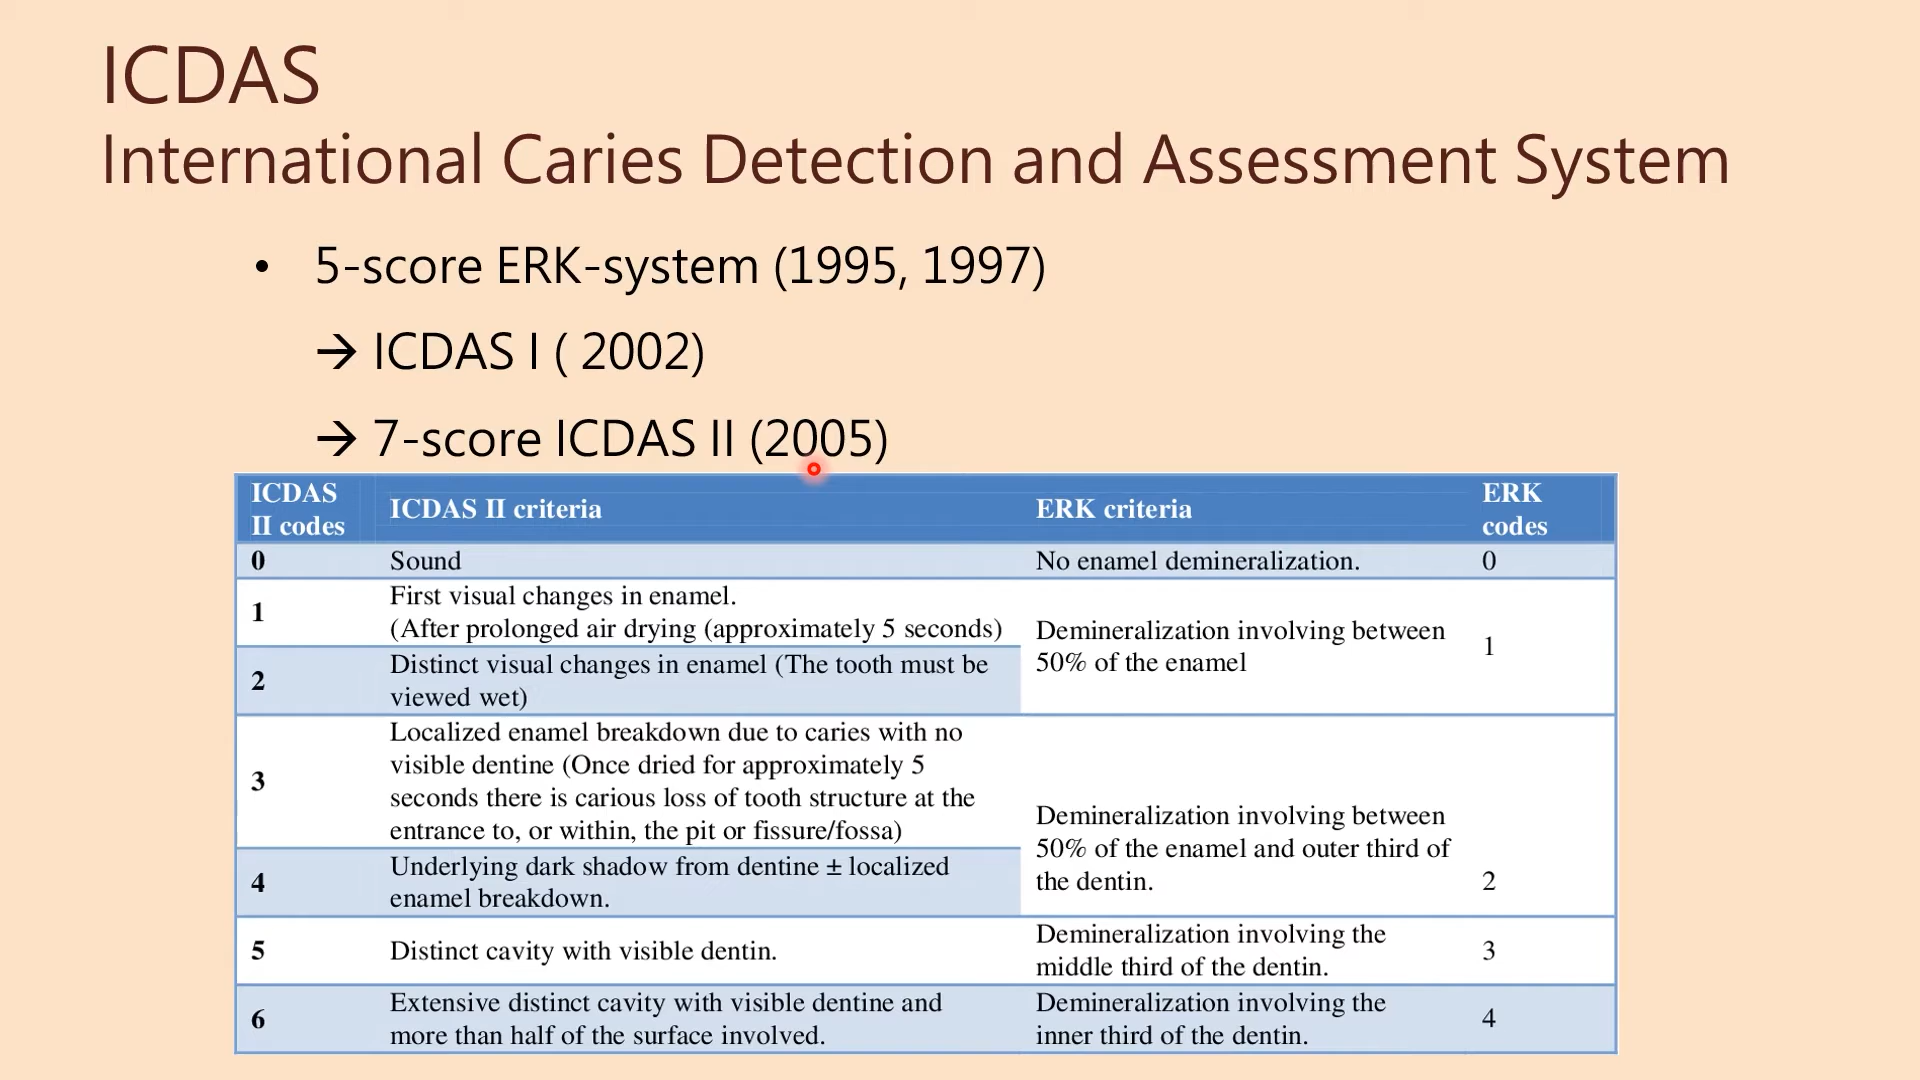 ICDAS
International Caries Detection and Assessment System
• 5-score ERK-system (1995, 1997)
→ ICDAS I ( 2002)
→ 7-score ICDAS II (2005)
ICDAS II codes | ICDAS II criteria | ERK criteria | ERK codes
0 | Sound | No enamel demineralization. | 0
1
First visual changes in enamel.
(After prolonged air drying (approximately 5 seconds)
2
Distinct visual changes in enamel (The tooth must be
viewed wet)
Demineralization involving between
50% of the enamel
1
3
Localized enamel breakdown due to caries with no
visible dentine (Once dried for approximately 5
seconds there is carious loss of tooth structure at the
entrance to, or within, the pit or fissure/fossa)
4
Underlying dark shadow from dentine ± localized
enamel breakdown.
Demineralization involving between
50% of the enamel and outer third of
the dentin.
2
5
Distinct cavity with visible dentin.
Demineralization involving the
middle third of the dentin.
3
6
Extensive distinct cavity with visible dentine and
more than half of the surface involved.
Demineralization involving the
inner third of the dentin.
4